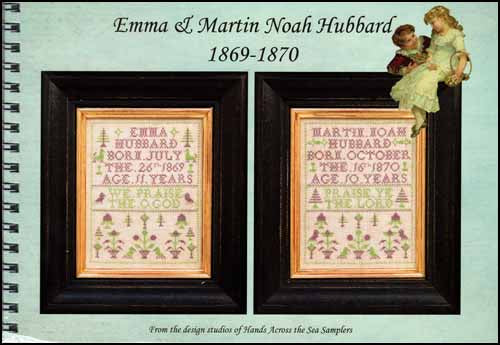 Emma & Martin Noah Hubbard
1869-1870
EMMA
HUBBARD
BORN JULY
THE 26TH 1869
AGE. 11. YEARS
WE PRAISE
THE O GOD
MARTIN. NOAH
HUBBARD
BORN. OCTOBER
THE. 16TH 1870
AGE. 10. YEARS
PRAISE YE
THE LORD
From the design studios of Hands Across the Sea Samplers